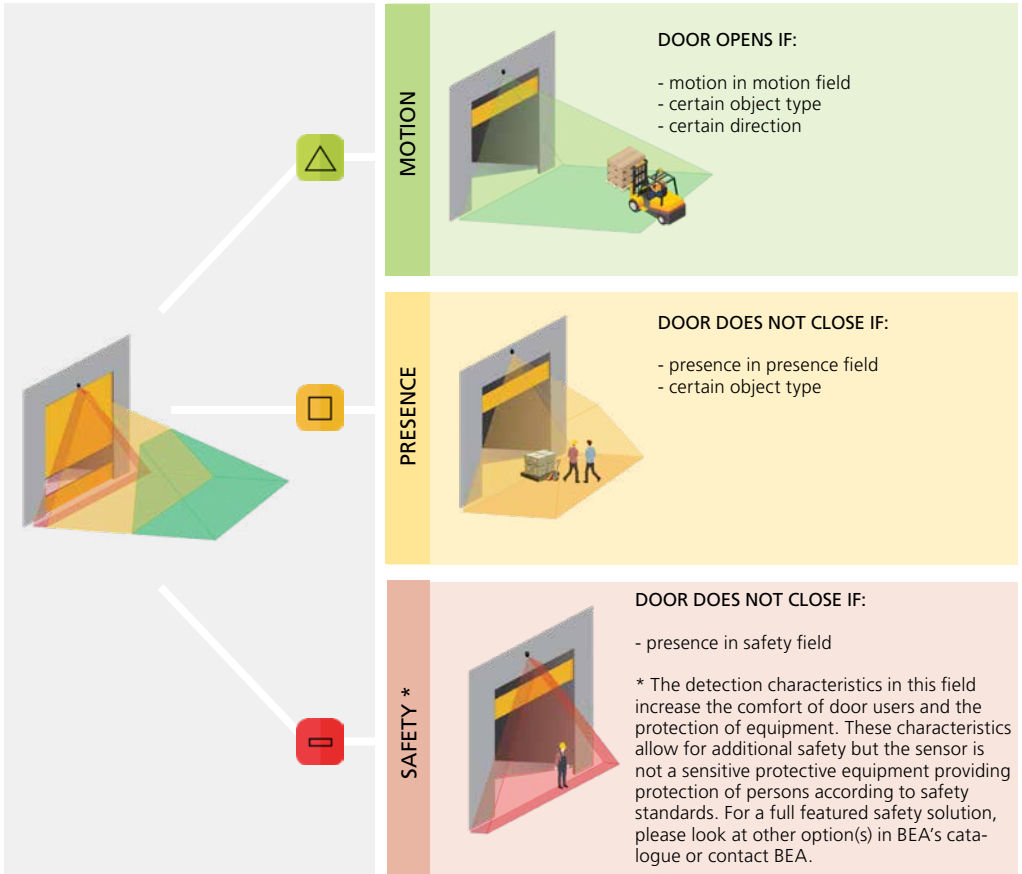 MOTION
DOOR OPENS IF:
- motion in motion field
- certain object type
- certain direction
PRESENCE
DOOR DOES NOT CLOSE IF:
- presence in presence field
- certain object type
SAFETY *
DOOR DOES NOT CLOSE IF:
- presence in safety field
* The detection characteristics in this field
increase the comfort of door users and the
protection of equipment. These characteristics
allow for additional safety but the sensor is
not a sensitive protective equipment providing
protection of persons according to safety
standards. For a full featured safety solution,
please look at other option(s) in BEA's cata-
logue or contact BEA.